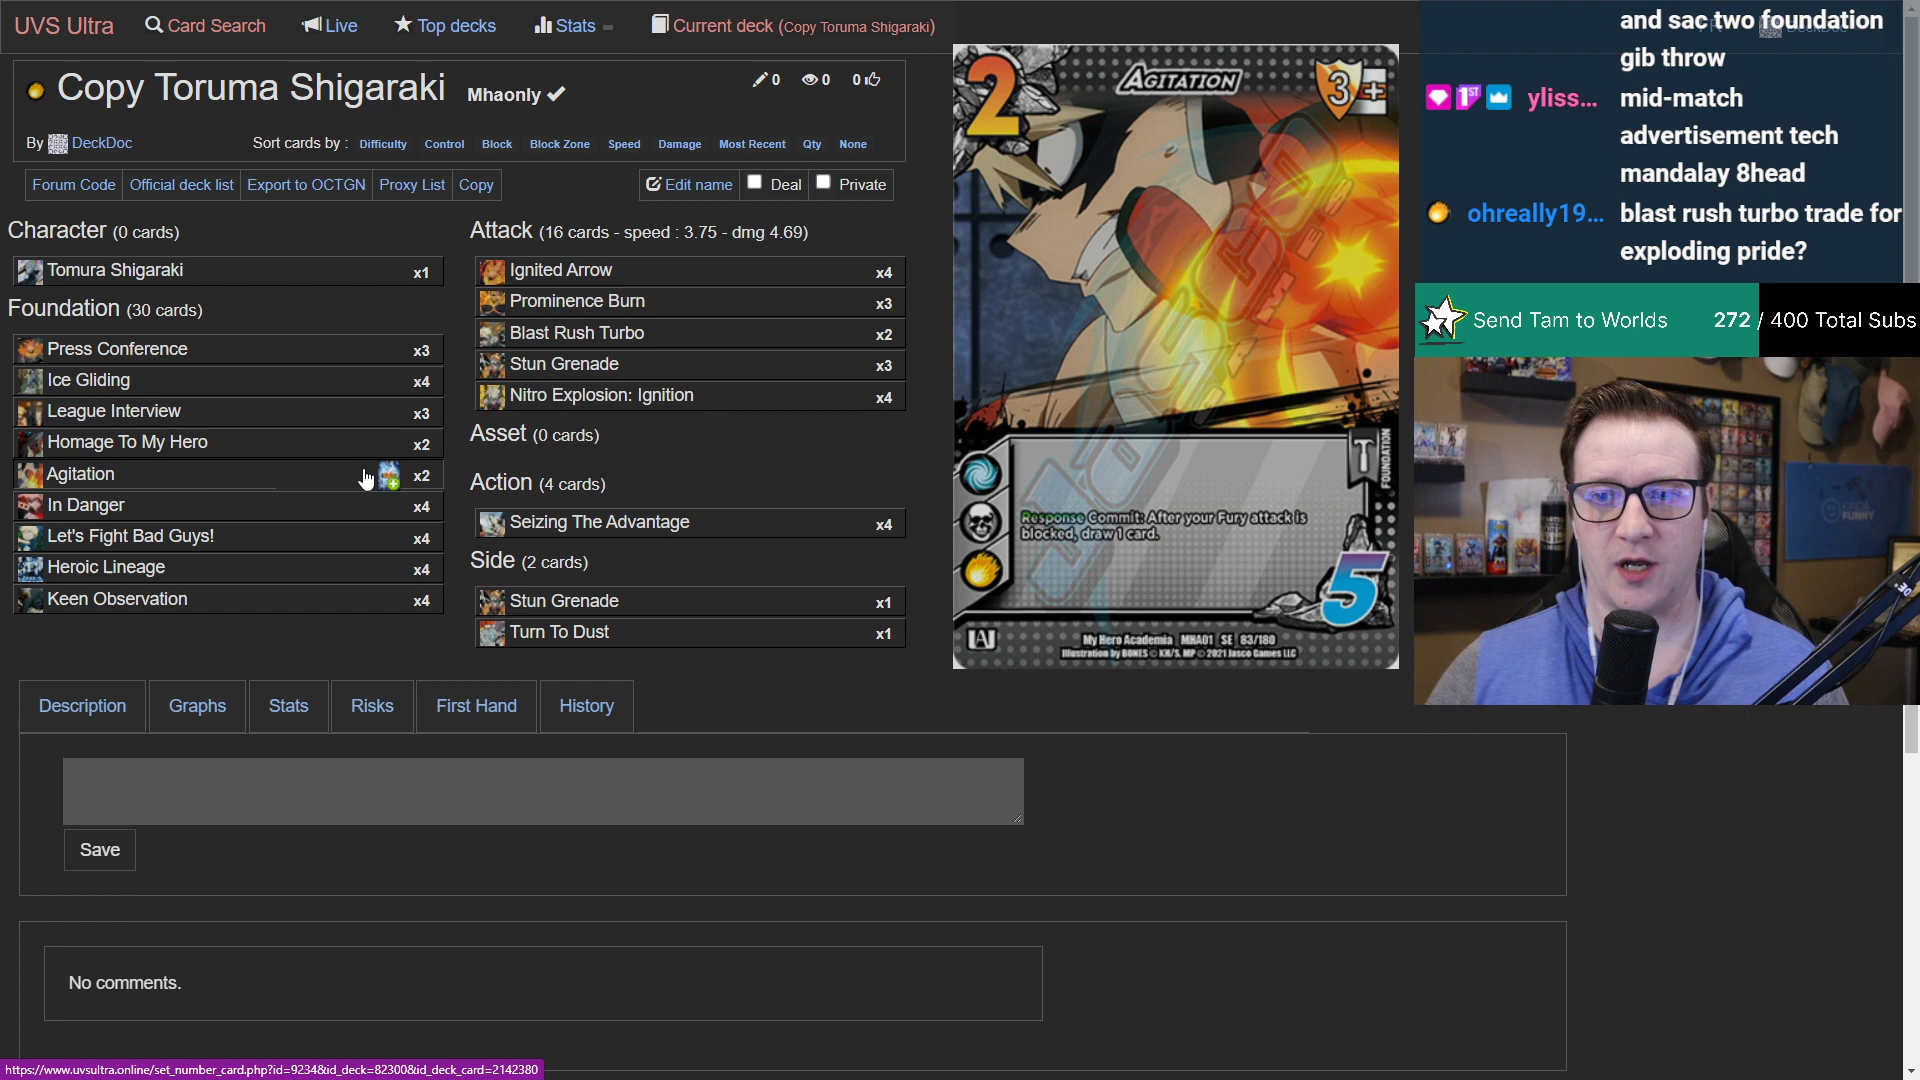 UVS Ultra
Card Search
Live
Top decks
Stats
Current deck (Copy Toruma Shigaraki)
Copy Toruma Shigaraki Mhaonly
0 0 0
By DeckDoc
Sort cards by : Difficulty Control Block Block Zone Speed Damage Most Recent Qty None
Forum Code Official deck list Export to OCTGN Proxy List Copy
Edit name Deal Private
Character (0 cards)
Tomura Shigaraki x1
Foundation (30 cards)
Press Conference x3
Ice Gliding x4
League Interview x3
Homage To My Hero x2
Agitation x2
In Danger x4
Let's Fight Bad Guys! x4
Heroic Lineage x4
Keen Observation x4
Attack (16 cards - speed : 3.75 - dmg 4.69)
Ignited Arrow x4
Prominence Burn x3
Blast Rush Turbo x2
Stun Grenade x3
Nitro Explosion: Ignition x4
Asset (0 cards)
Action (4 cards)
Seizing The Advantage x4
Side (2 cards)
Stun Grenade x1
Turn To Dust x1
2
AGITATION
3+
FOUNDATION
Response Commit: After your Fury attack is
blocked, draw 1 card.
5
My Hero Academia MHA01 SE 83/180
Illustration by BONES © KH/S, MP © 2021 Jasco Games LLC
and sac two foundation
gib throw
1ST yliss... mid-match
advertisement tech
mandalay 8head
ohreally19... blast rush turbo trade for
exploding pride?
Send Tam to Worlds 272 / 400 Total Subs
FUNNY
Description Graphs Stats Risks First Hand History
Save
No comments.
https://www.uvsultra.online/set_number_card.php?id=9234&id_deck=82300&id_deck_card=2142380